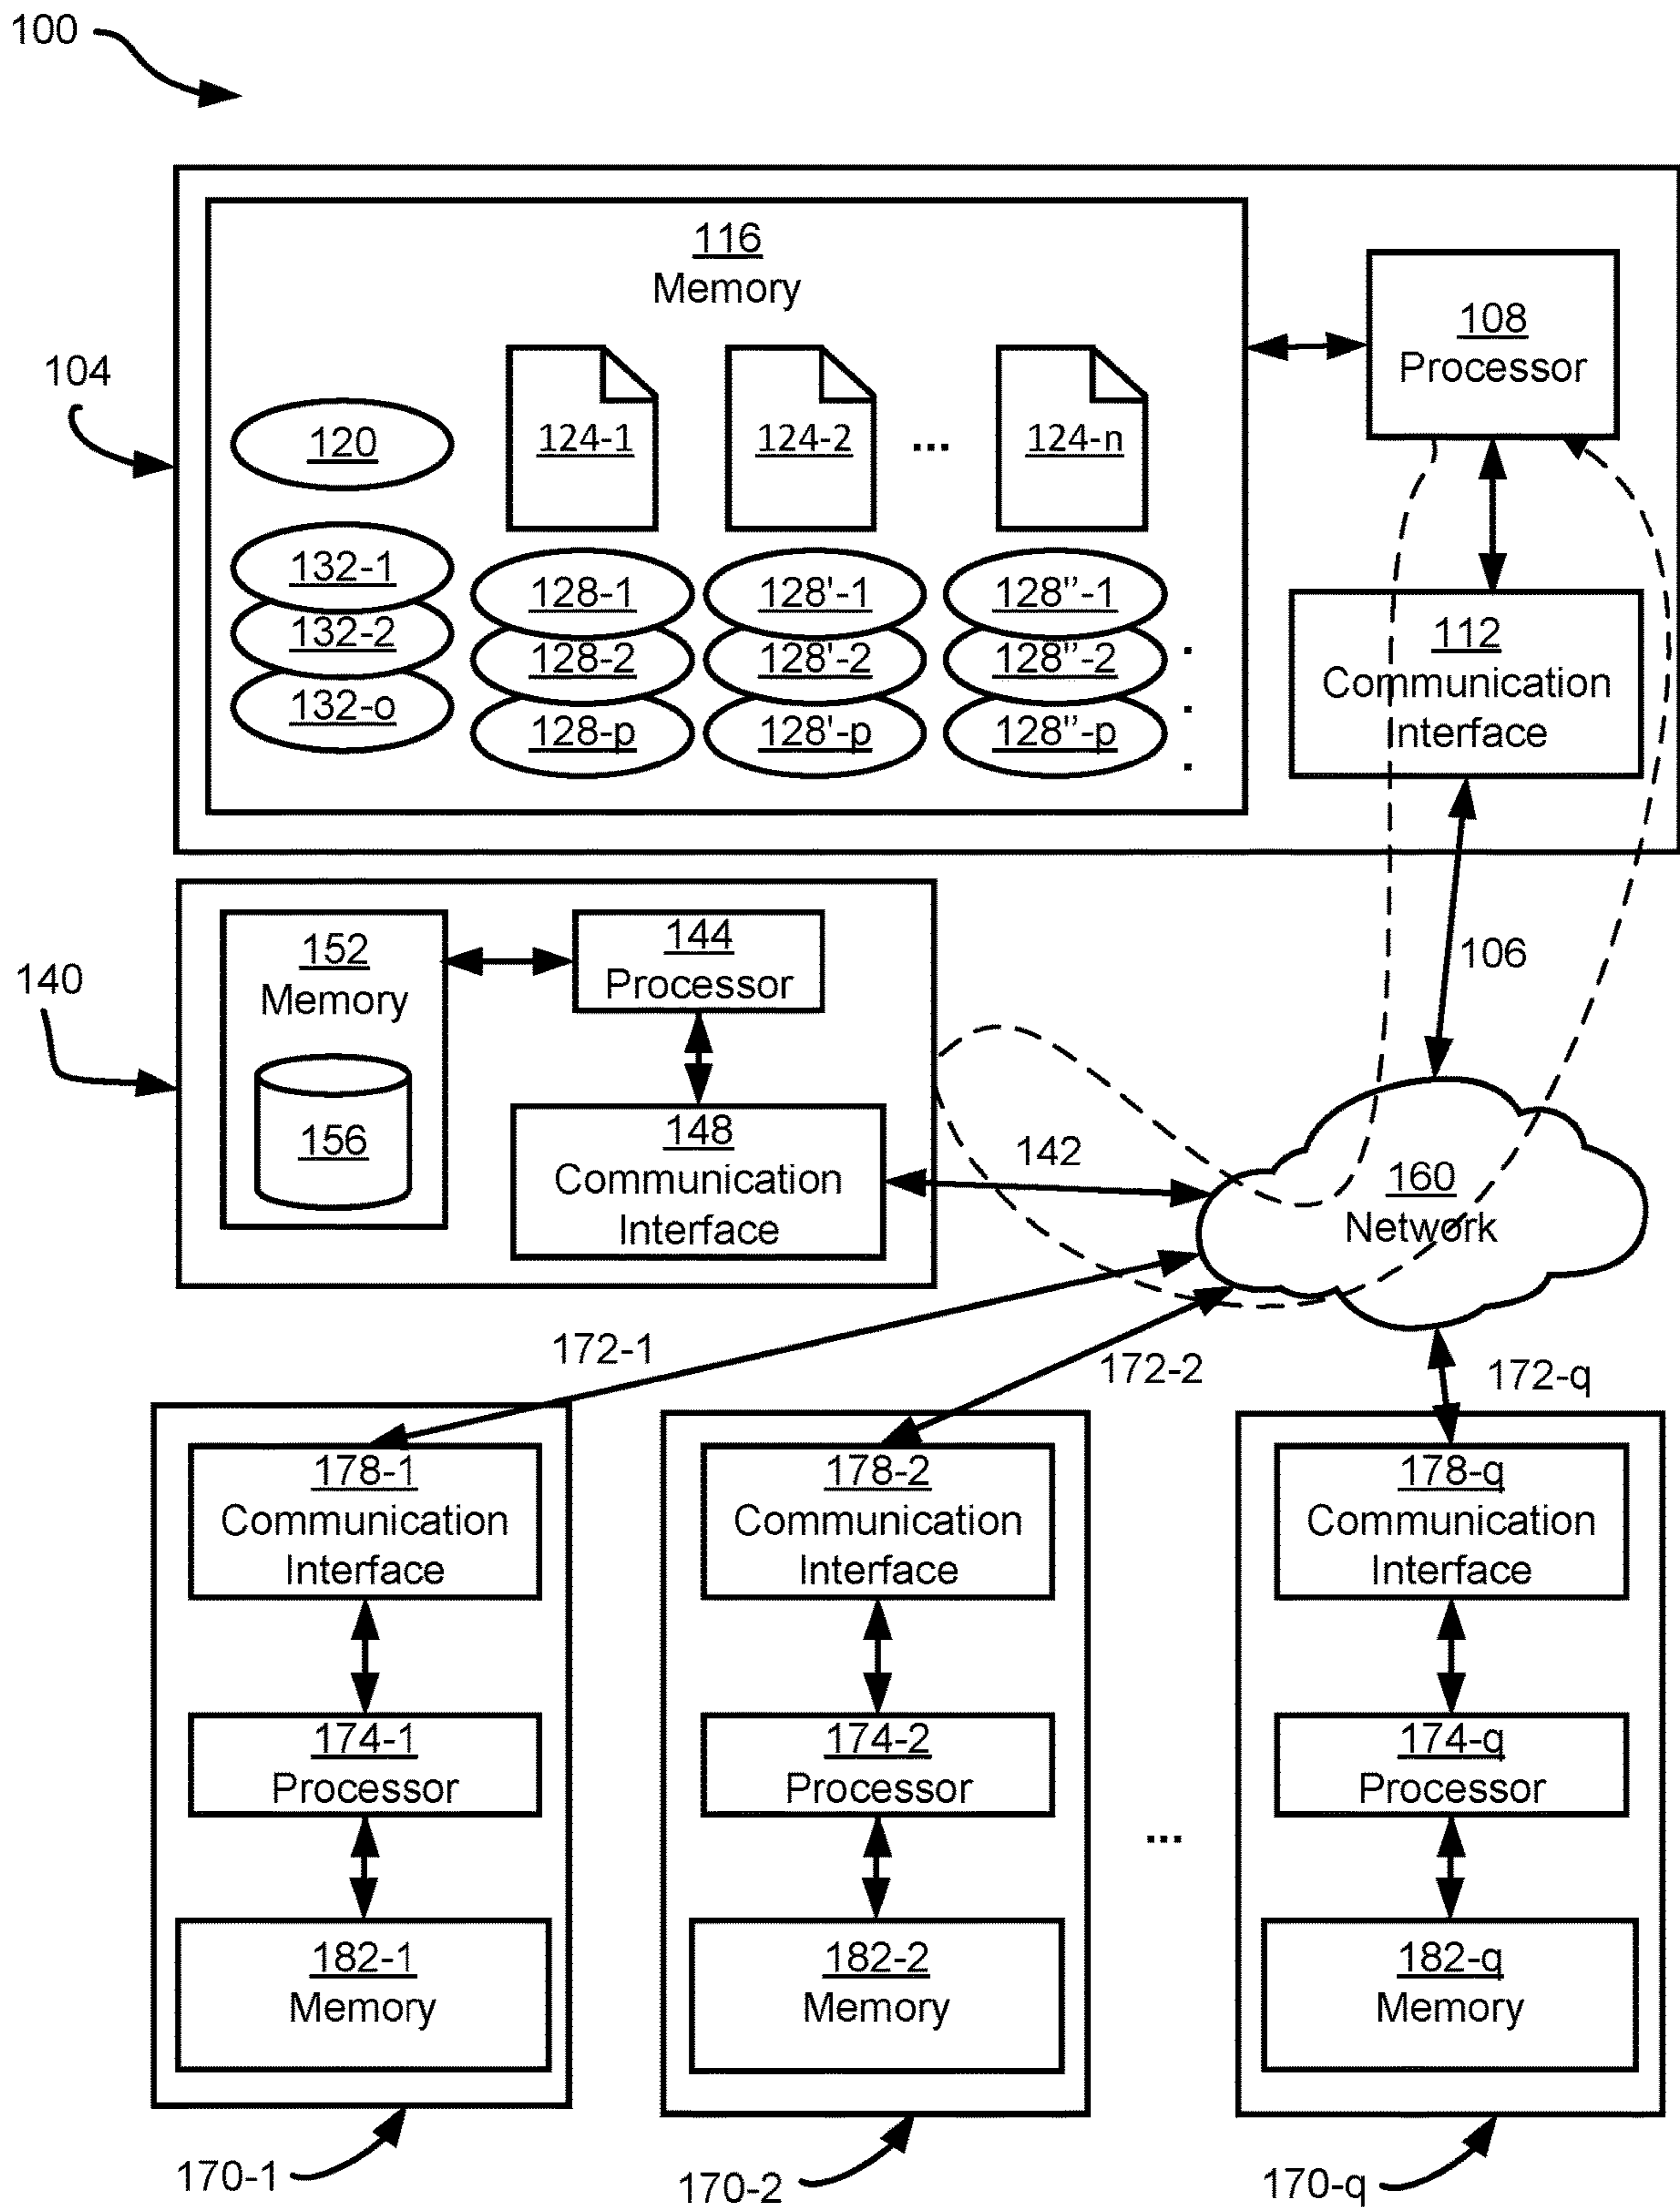 100
116
Memory
108
Processor
104
120
124-1
124-2
...
124-n
132-1
132-2
132-o
128-1
128-2
128-p
128'-1
128'-2
128'-p
128"-1
128"-2
128"-p
.
.
.
112
Communication
Interface
106
140
152
Memory
156
144
Processor
148
Communication
Interface
142
160
Network
172-1
172-2
172-q
178-1
Communication
Interface
174-1
Processor
182-1
Memory
170-1
178-2
Communication
Interface
174-2
Processor
182-2
Memory
170-2
...
178-q
Communication
Interface
174-q
Processor
182-q
Memory
170-q